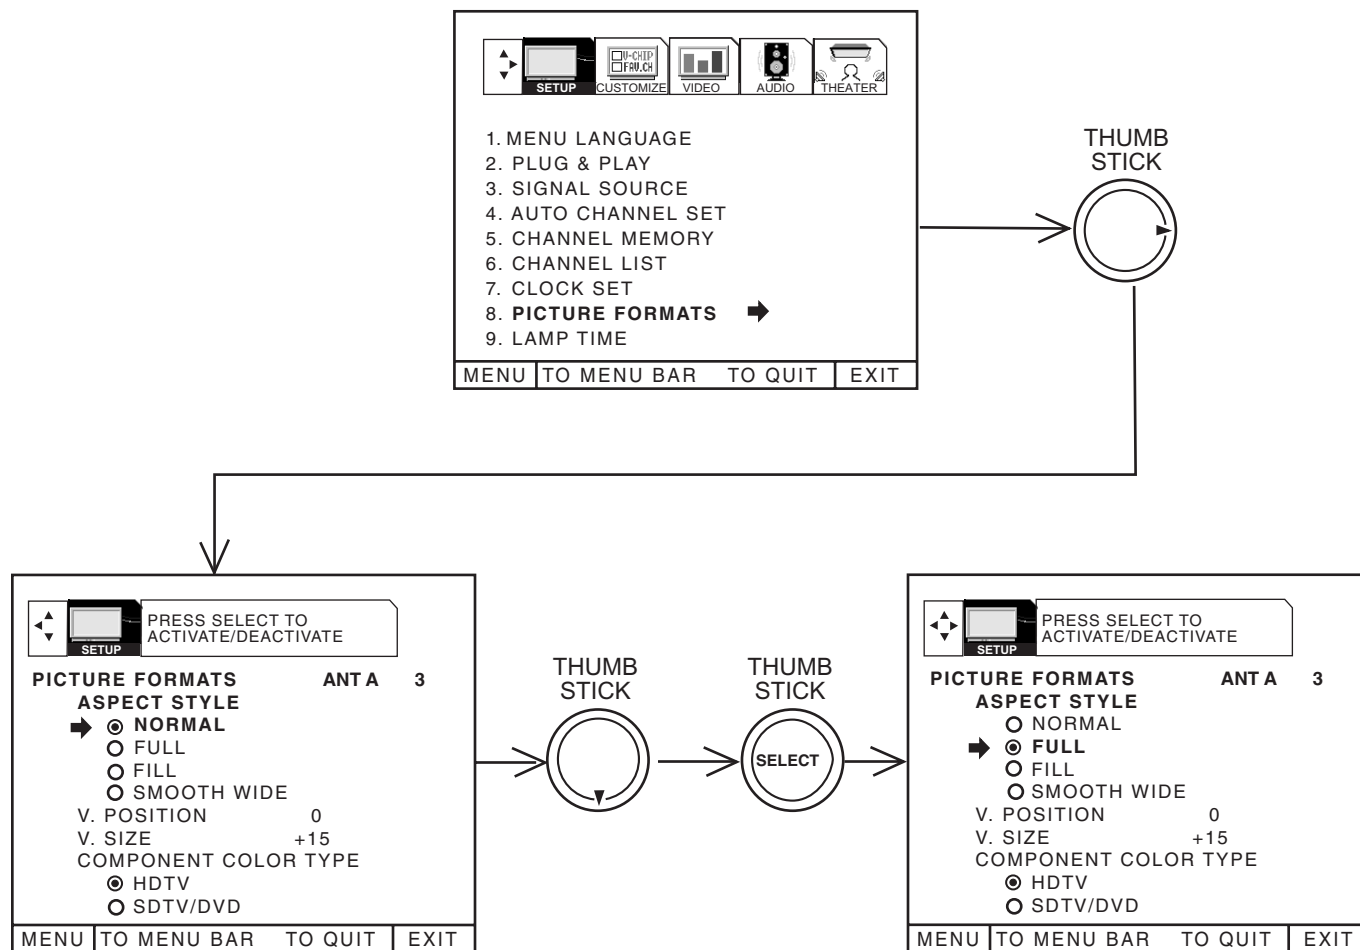 V-CHIP
FAV.CH
SETUP CUSTOMIZE VIDEO AUDIO THEATER
1. MENU LANGUAGE
2. PLUG & PLAY
3. SIGNAL SOURCE
4. AUTO CHANNEL SET
5. CHANNEL MEMORY
6. CHANNEL LIST
7. CLOCK SET
8. PICTURE FORMATS
9. LAMP TIME
MENU TO MENU BAR TO QUIT EXIT
THUMB
STICK
PRESS SELECT TO
ACTIVATE/DEACTIVATE
SETUP
PICTURE FORMATS ANT A 3
ASPECT STYLE
NORMAL
FULL
FILL
SMOOTH WIDE
V. POSITION 0
V. SIZE +15
COMPONENT COLOR TYPE
HDTV
SDTV/DVD
MENU TO MENU BAR TO QUIT EXIT
THUMB
STICK
THUMB
STICK
SELECT
PRESS SELECT TO
ACTIVATE/DEACTIVATE
SETUP
PICTURE FORMATS ANT A 3
ASPECT STYLE
NORMAL
FULL
FILL
SMOOTH WIDE
V. POSITION 0
V. SIZE +15
COMPONENT COLOR TYPE
HDTV
SDTV/DVD
MENU TO MENU BAR TO QUIT EXIT